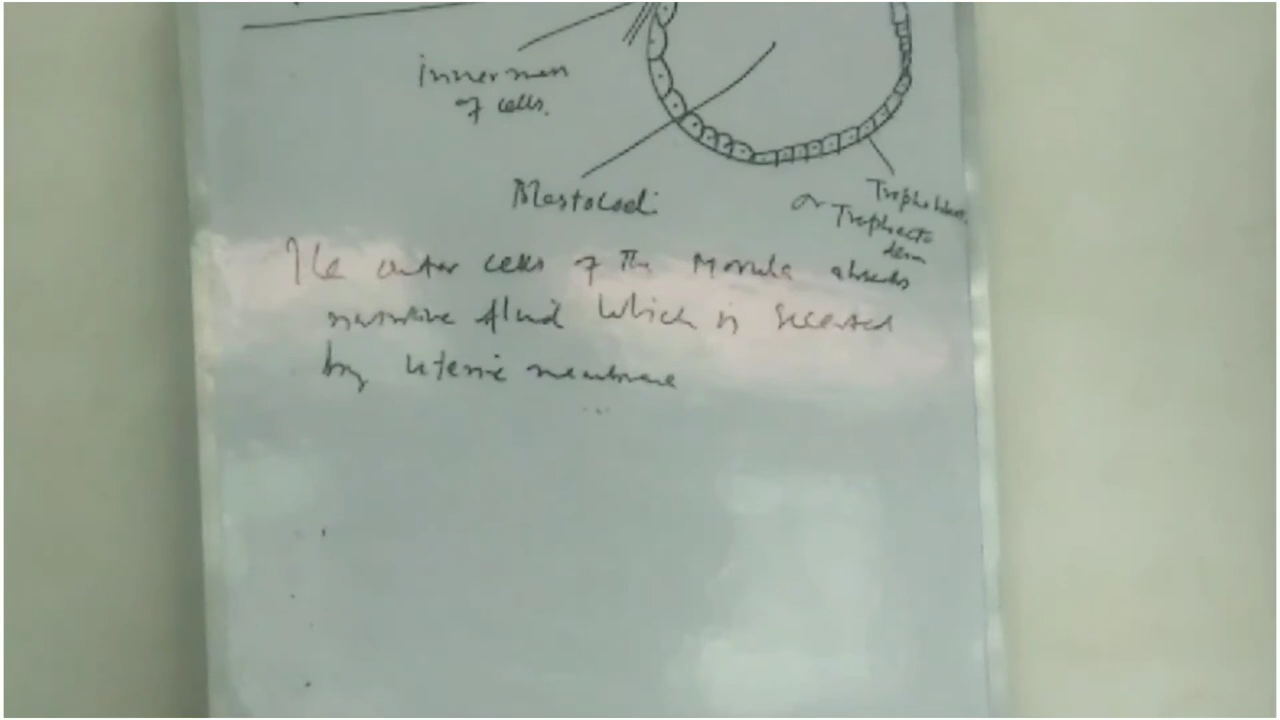 Inner mass
of cells.
Blastocoel
or Trophoblast
Trophecto
derm
The outer cells of the Morula absorbs
nutritive fluid which is secreted
by uterine membrane